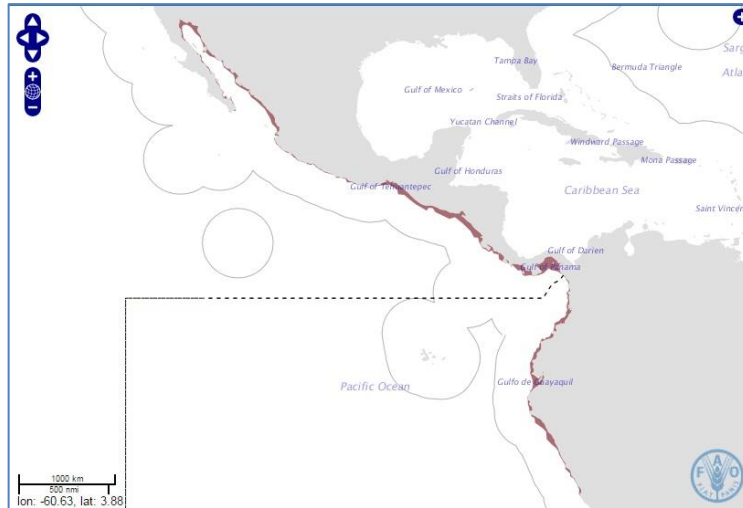 Sarg
Tampa Bay
Bermuda Triangle
Atla
Gulf of Mexico
Straits of Florida
Yucatan Channel
Windward Passage
Mona Passage
Gulf of Honduras
Gulf of Tehuantepec
Caribbean Sea
Saint Vincen
Gulf of Darien
Gulf of Panama
Gulfo de Guayaquil
Pacific Ocean
1000 km
500 nmi
lon: -60.63, lat: 3.88
F A O
FIAT PANIS